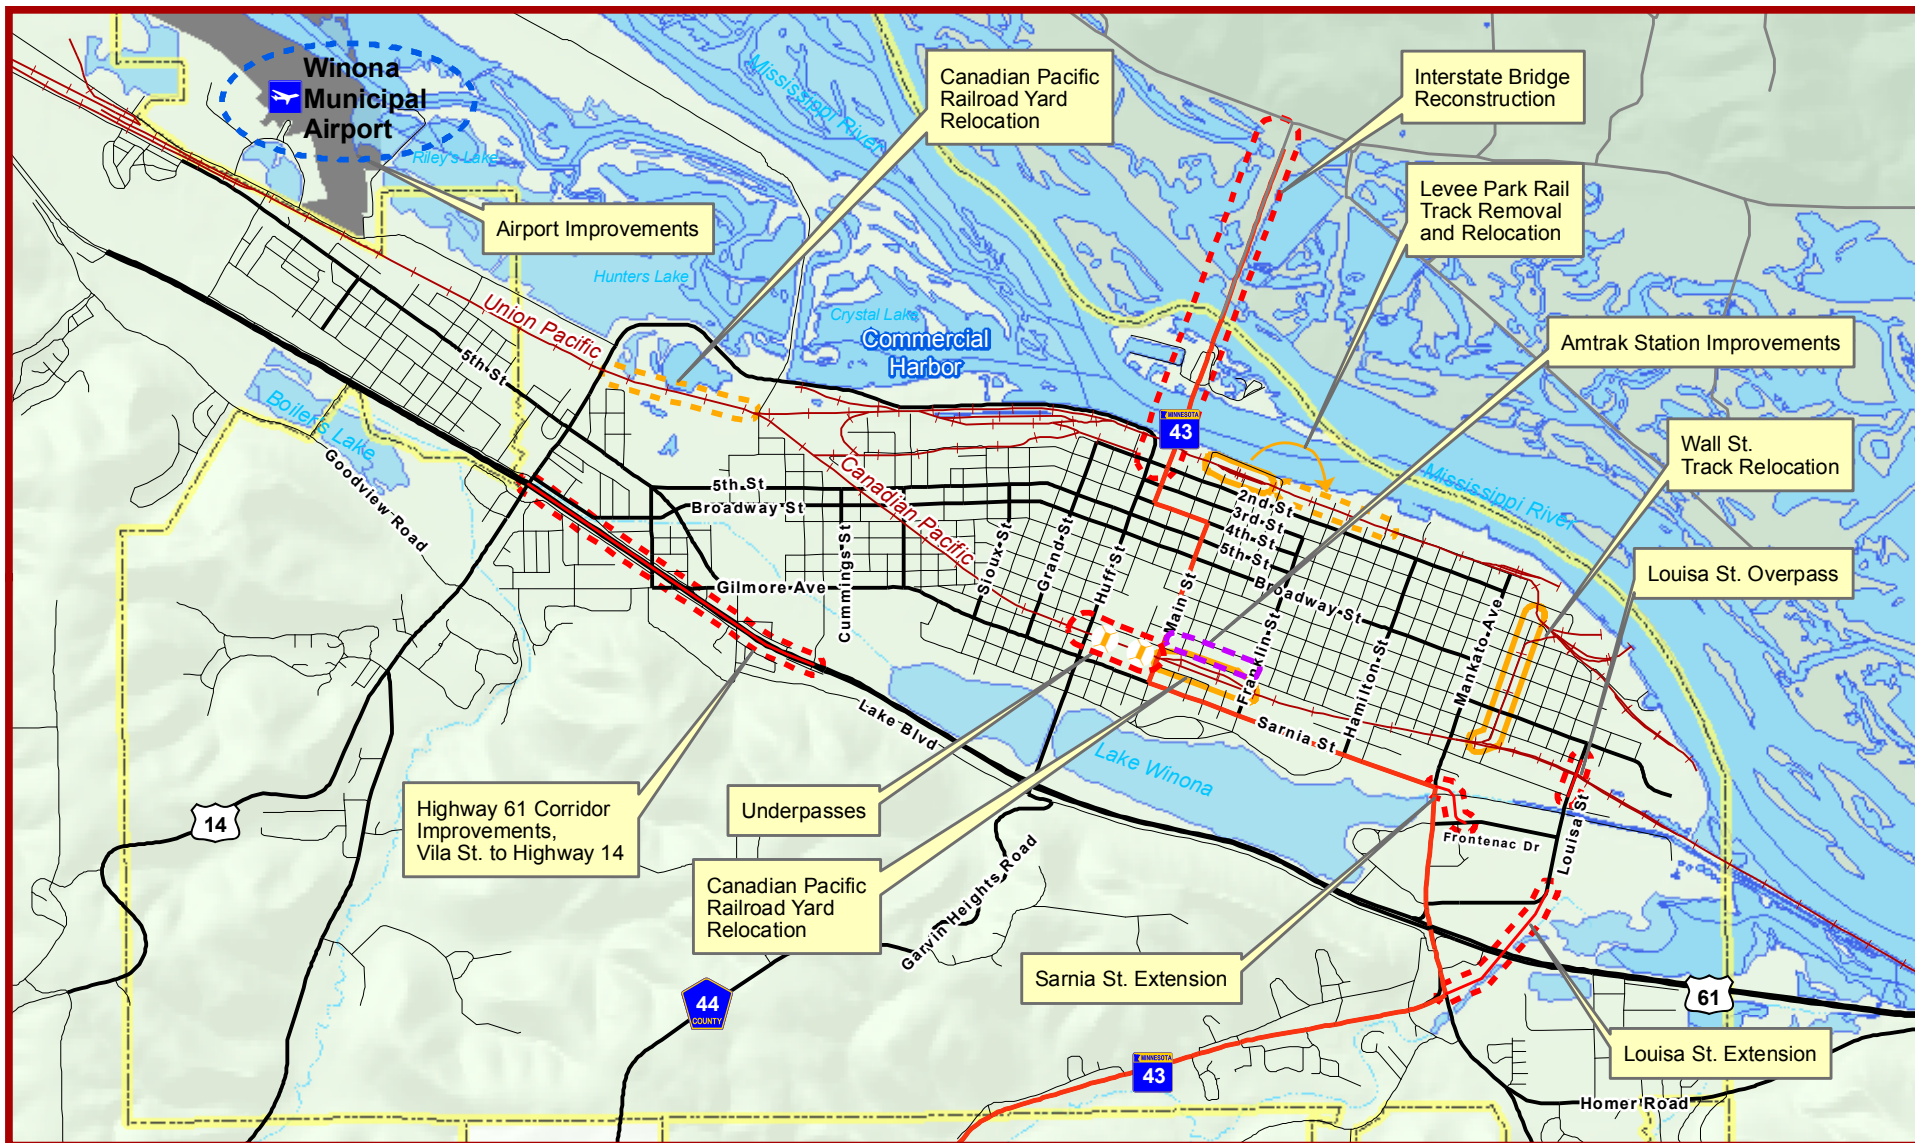 Winona
Municipal
Airport
Riley's Lake
Airport Improvements
Canadian Pacific
Railroad Yard
Relocation
Mississippi River
Interstate Bridge
Reconstruction
Levee Park Rail
Track Removal
and Relocation
Hunters Lake
Crystal Lake
Commercial
Harbor
Union Pacific
5th St
Amtrak Station Improvements
Boilers Lake
Goodview Road
MINNESOTA
43
Wall St.
Track Relocation
Mississippi River
Canadian Pacific
5th St
Broadway St
2nd St
3rd St
4th St
5th St
Broadway St
Gilmore Ave
Cummings St
Sioux St
Grand St
Huff St
Main St
Franklin St
Hamilton St
Mankato Ave
Louisa St. Overpass
Lake Blvd
Sarnia St
Lake Winona
Highway 61 Corridor
Improvements,
Vila St. to Highway 14
14
Underpasses
Canadian Pacific
Railroad Yard
Relocation
Garvin Heights Road
Frontenac Dr
Louisa St
Sarnia St. Extension
44
COUNTY
61
Louisa St. Extension
MINNESOTA
43
Homer Road